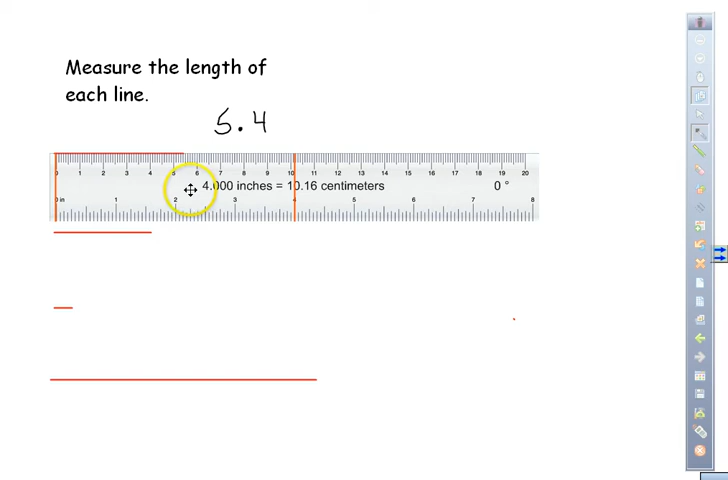 Measure the length of
each line.
5.4
0 1 2 3 4 5 6 7 8 9 10 11 12 13 14 15 16 17 18 19 20
4.000 inches = 10.16 centimeters 0 °
0 in 1 2 3 4 5 6 7 8